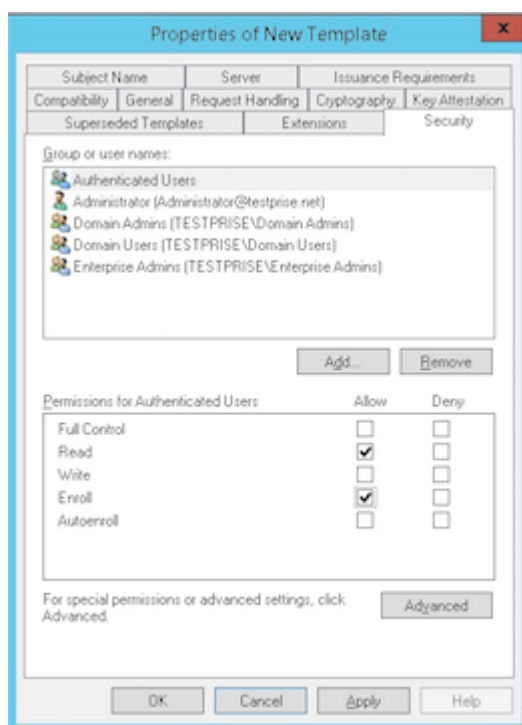 Properties of New Template
x
Subject Name Server Issuance Requirements
Compatibility General Request Handling Cryptography Key Attestation
Superseded Templates Extensions Security
Group or user names:
Authenticated Users
Administrator (Administrator@testprise.net)
Domain Admins (TESTPRISE\Domain Admins)
Domain Users (TESTPRISE\Domain Users)
Enterprise Admins (TESTPRISE\Enterprise Admins)
Add... Remove
Permissions for Authenticated Users Allow Deny
Full Control
Read
Write
Enroll
Autoenroll
For special permissions or advanced settings, click
Advanced.
Advanced
OK Cancel Apply Help